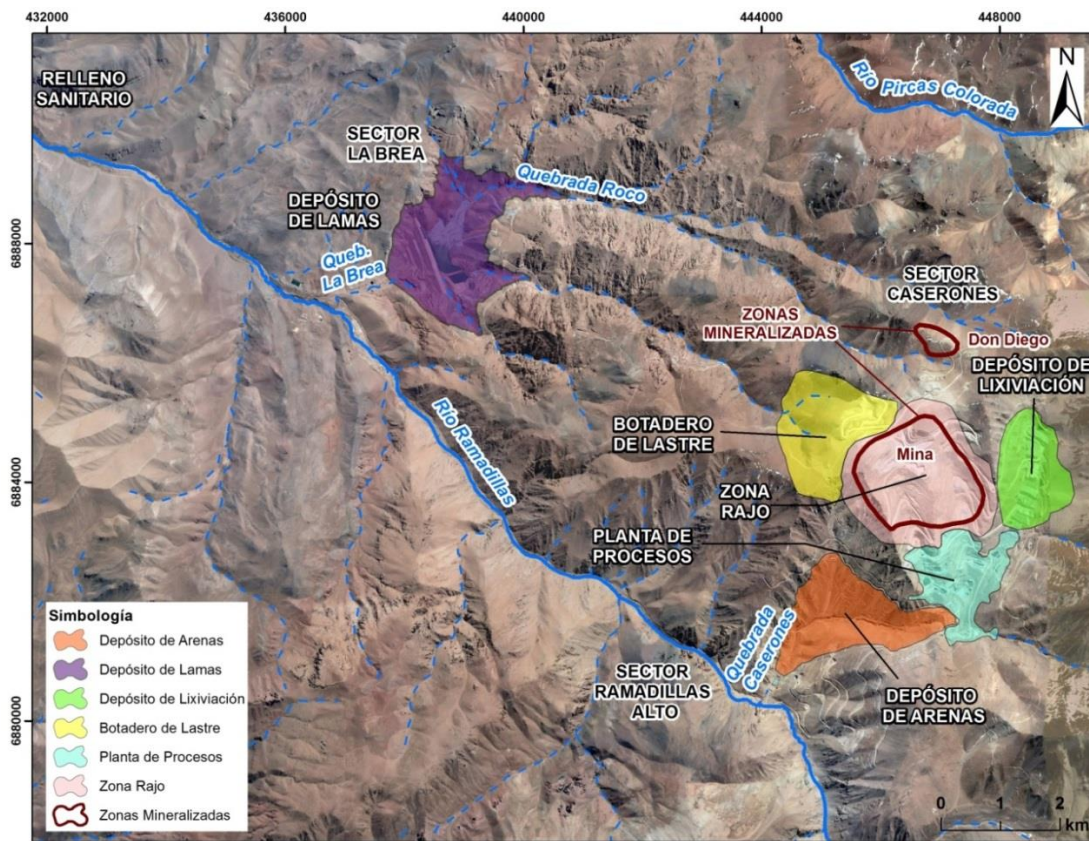 432000
436000
440000
444000
448000
N
RELLENO
SANITARIO
Río Pircas Colorada
SECTOR
LA BREA
Quebrada Roco
DEPÓSITO
DE LAMAS
6888000
Queb.
La Brea
SECTOR
CASERONES
ZONAS
MINERALIZADAS
Don Diego
DEPÓSITO DE
LIXIVIACIÓN
BOTADERO
DE LASTRE
Río Ramadillas
Mina
6884000
ZONA
RAJO
PLANTA DE
PROCESOS
Quebrada
Caserones
SECTOR
RAMADILLAS
ALTO
DEPÓSITO
DE ARENAS
6880000
Simbología
Depósito de Arenas
Depósito de Lamas
Depósito de Lixiviación
Botadero de Lastre
Planta de Procesos
Zona Rajo
Zonas Mineralizadas
0 1 2
km